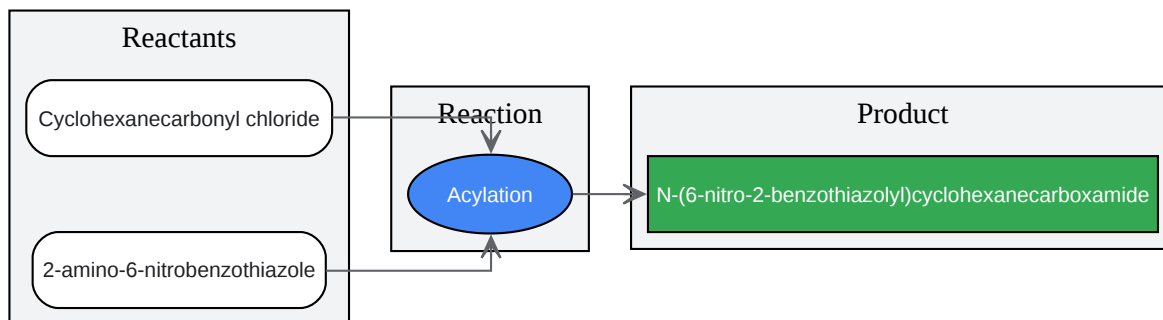 Reactants
Cyclohexanecarbonyl chloride
2-amino-6-nitrobenzothiazole
Reaction
Acylation
Product
N-(6-nitro-2-benzothiazolyl)cyclohexanecarboxamide